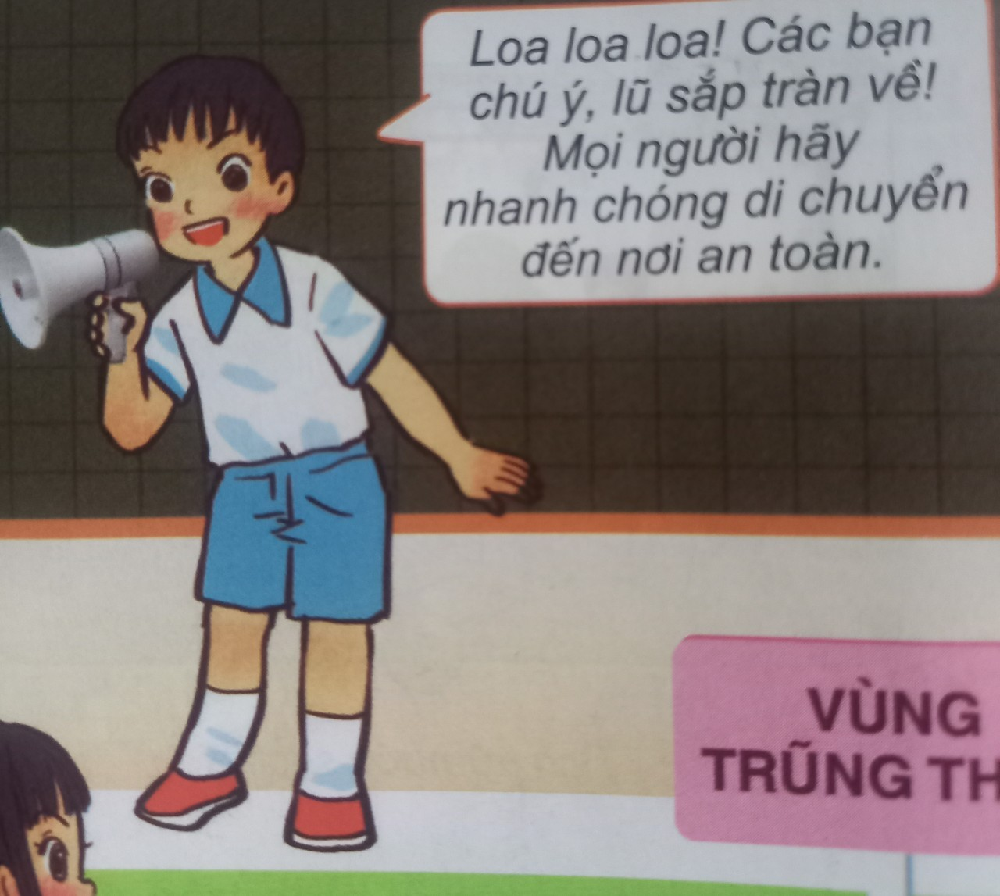 Loa loa loa! Các bạn
chú ý, lũ sắp tràn về!
Mọi người hãy
nhanh chóng di chuyển
đến nơi an toàn.
VÙNG
TRŨNG TH